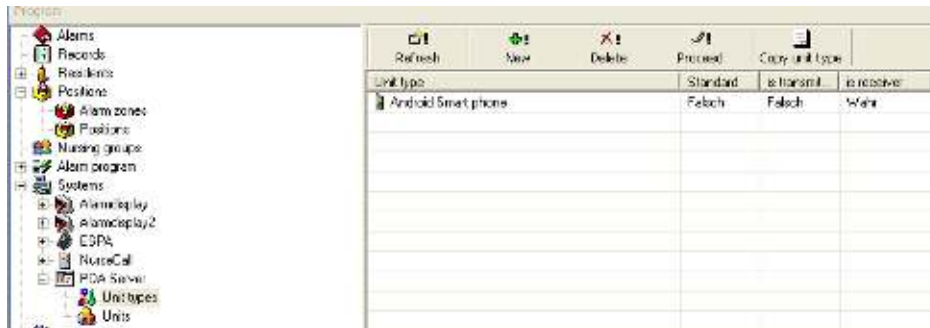 Program
Alarms
Records
Residents
Positions
Alarm zones
Positions
Nursing groups
Alarm program
Systems
Alarmdisplay
Alarmdisplay2
ESPA
NurseCall
PDA Server
Unit types
Units
Refresh New Delete Proceed Copy unit type
Unit type Standard is transmit... is receiver
Android Smart phone Falsch Falsch Wahr